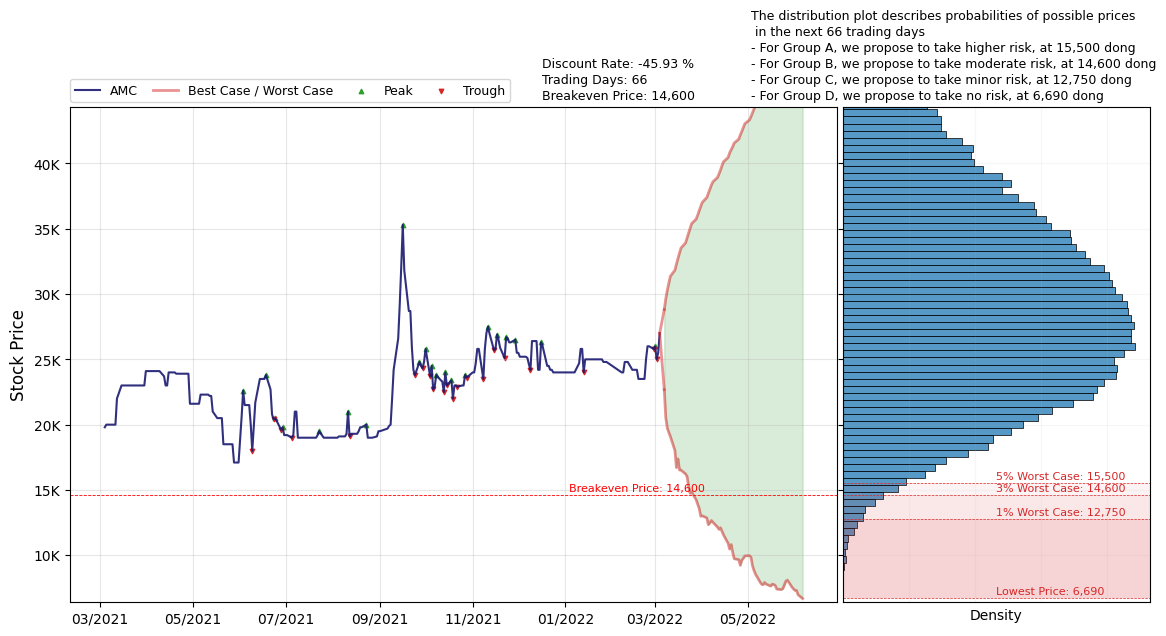 The distribution plot describes probabilities of possible prices
in the next 66 trading days
- For Group A, we propose to take higher risk, at 15,500 dong
- For Group B, we propose to take moderate risk, at 14,600 dong
- For Group C, we propose to take minor risk, at 12,750 dong
- For Group D, we propose to take no risk, at 6,690 dong
Discount Rate: -45.93 %
Trading Days: 66
Breakeven Price: 14,600
AMC
Best Case / Worst Case
Peak
Trough
Stock Price
40K
35K
30K
25K
20K
15K
10K
Breakeven Price: 14,600
5% Worst Case: 15,500
3% Worst Case: 14,600
1% Worst Case: 12,750
Lowest Price: 6,690
03/2021
05/2021
07/2021
09/2021
11/2021
01/2022
03/2022
05/2022
Density